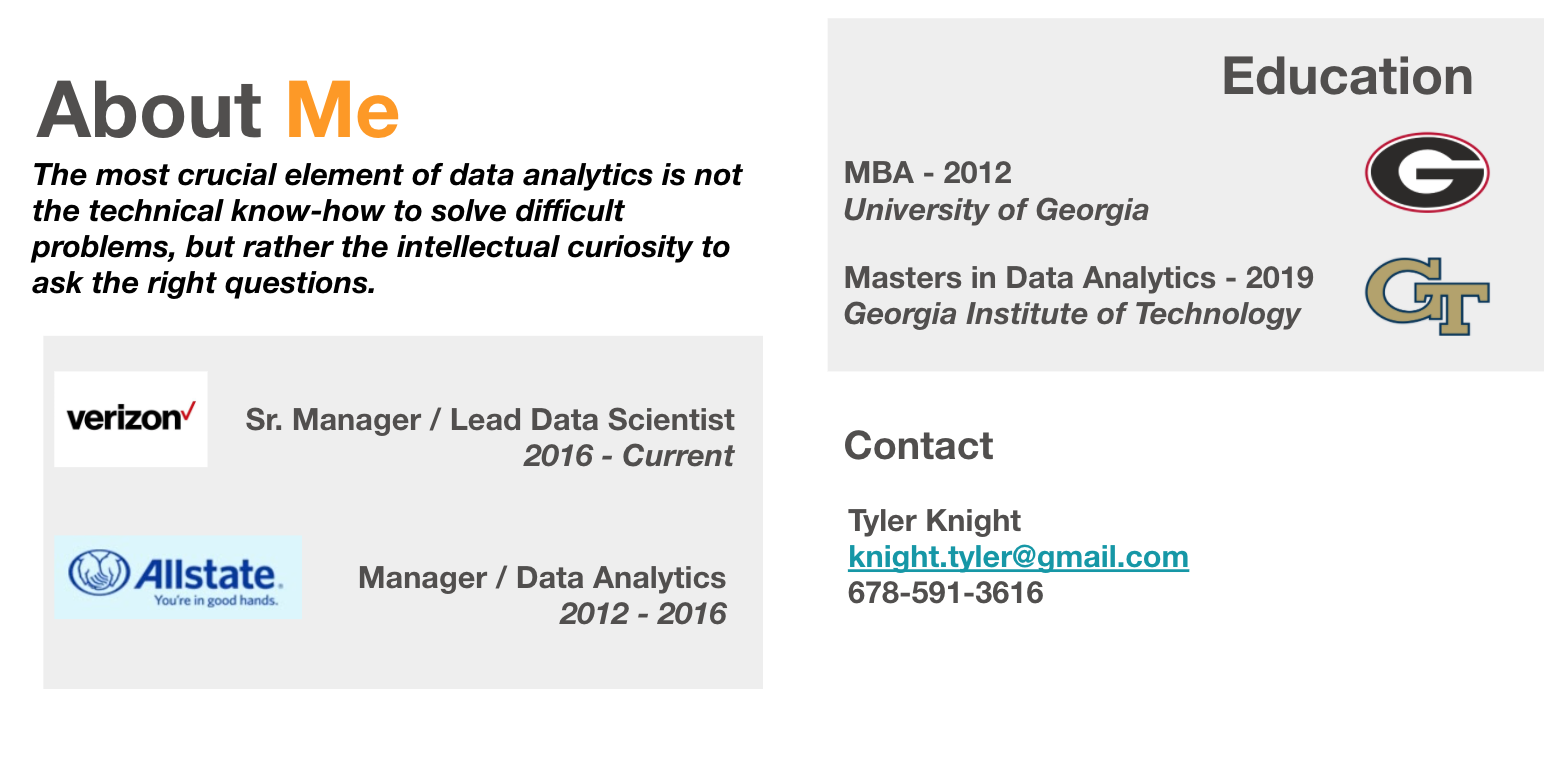 About Me
The most crucial element of data analytics is not
the technical know-how to solve difficult
problems, but rather the intellectual curiosity to
ask the right questions.
verizon
Sr. Manager / Lead Data Scientist
2016 - Current
Allstate
You're in good hands.
Manager / Data Analytics
2012 - 2016
Education
MBA - 2012
University of Georgia
G
Masters in Data Analytics - 2019
Georgia Institute of Technology
GT
Contact
Tyler Knight
knight.tyler@gmail.com
678-591-3616